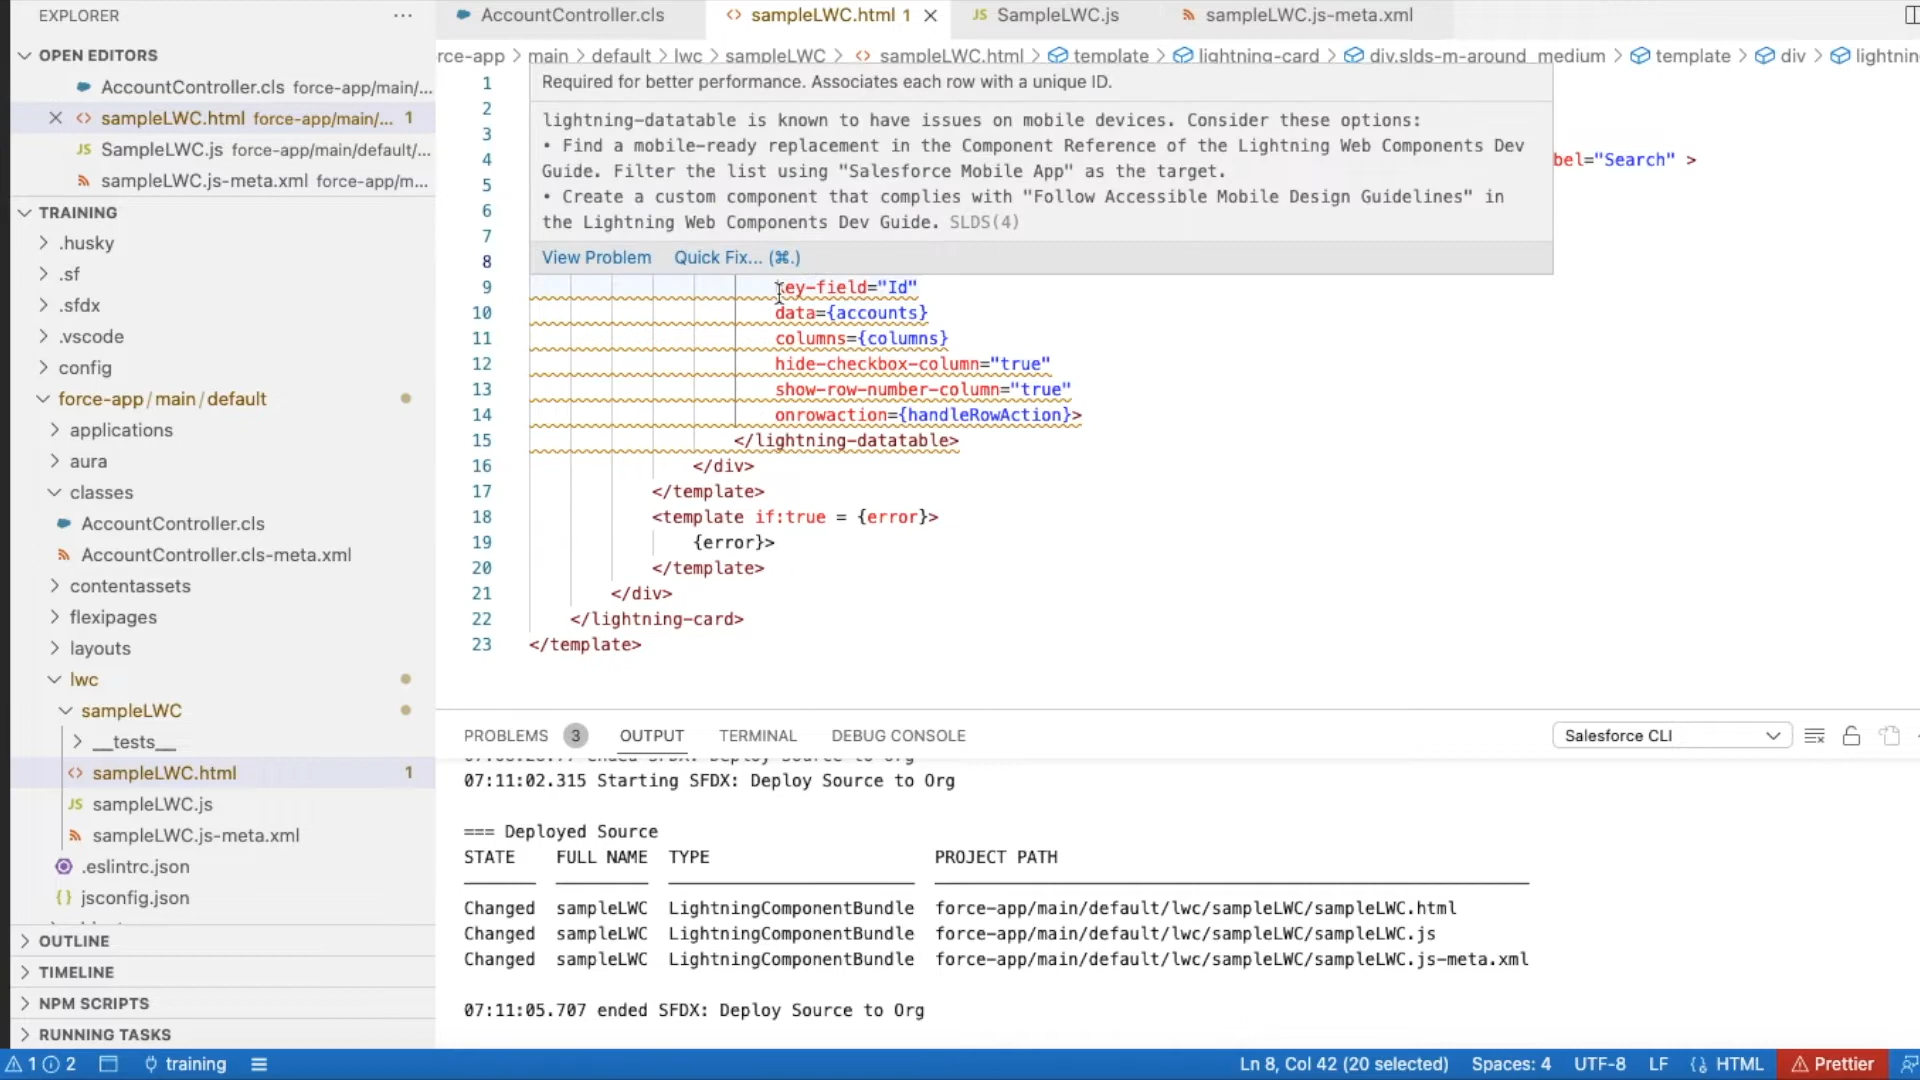 EXPLORER
OPEN EDITORS
AccountController.cls force-app/main/...
sampleLWC.html force-app/main/... 1
JS SampleLWC.js force-app/main/default/...
sampleLWC.js-meta.xml force-app/m...
TRAINING
.husky
.sf
.sfdx
.vscode
config
force-app/main/default
applications
aura
classes
AccountController.cls
AccountController.cls-meta.xml
contentassets
flexipages
layouts
lwc
sampleLWC
__tests__
sampleLWC.html 1
JS sampleLWC.js
sampleLWC.js-meta.xml
.eslintrc.json
{} jsconfig.json
OUTLINE
TIMELINE
NPM SCRIPTS
RUNNING TASKS
AccountController.cls
sampleLWC.html 1
JS SampleLWC.js
sampleLWC.js-meta.xml
rce-app > main > default > lwc > sampleLWC > sampleLWC.html > template > lightning-card > div.slds-m-around_medium > template > div > lightnin
Required for better performance. Associates each row with a unique ID.
lightning-datatable is known to have issues on mobile devices. Consider these options:
• Find a mobile-ready replacement in the Component Reference of the Lightning Web Components Dev
Guide. Filter the list using "Salesforce Mobile App" as the target.
• Create a custom component that complies with "Follow Accessible Mobile Design Guidelines" in
the Lightning Web Components Dev Guide. SLDS(4)
View Problem Quick Fix... (⌘.)
1
2
3
4 bel="Search" >
5
6
7
8
9 key-field="Id"
10 data={accounts}
11 columns={columns}
12 hide-checkbox-column="true"
13 show-row-number-column="true"
14 onrowaction={handleRowAction}>
15 </lightning-datatable>
16 </div>
17 </template>
18 <template if:true = {error}>
19 {error}>
20 </template>
21 </div>
22 </lightning-card>
23 </template>
PROBLEMS 3 OUTPUT TERMINAL DEBUG CONSOLE Salesforce CLI
ended SFDX: Deploy Source to Org
07:11:02.315 Starting SFDX: Deploy Source to Org
=== Deployed Source
STATE FULL NAME TYPE PROJECT PATH
Changed sampleLWC LightningComponentBundle force-app/main/default/lwc/sampleLWC/sampleLWC.html
Changed sampleLWC LightningComponentBundle force-app/main/default/lwc/sampleLWC/sampleLWC.js
Changed sampleLWC LightningComponentBundle force-app/main/default/lwc/sampleLWC/sampleLWC.js-meta.xml
07:11:05.707 ended SFDX: Deploy Source to Org
1 2 training Ln 8, Col 42 (20 selected) Spaces: 4 UTF-8 LF {} HTML Prettier